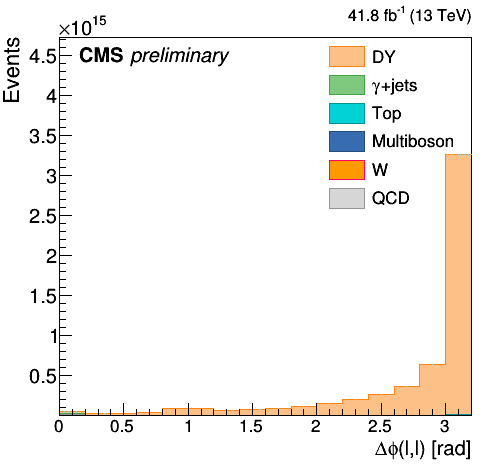 41.8 fb⁻¹ (13 TeV)
×10¹⁵
CMS preliminary
Events
4.5
4
3.5
3
2.5
2
1.5
1
0.5
DY
γ+jets
Top
Multiboson
W
QCD
0 0.5 1 1.5 2 2.5 3
Δϕ(l,l) [rad]